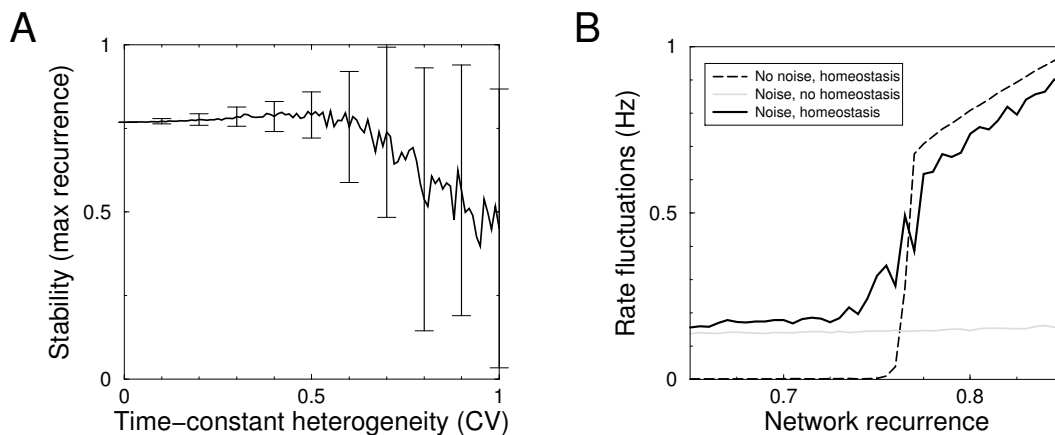 A
Stability (max recurrence)
1
0.5
0
0
0.5
1
Time−constant heterogeneity (CV)
B
Rate fluctuations (Hz)
1
0.5
0
No noise, homeostasis
Noise, no homeostasis
Noise, homeostasis
0.7
0.8
Network recurrence